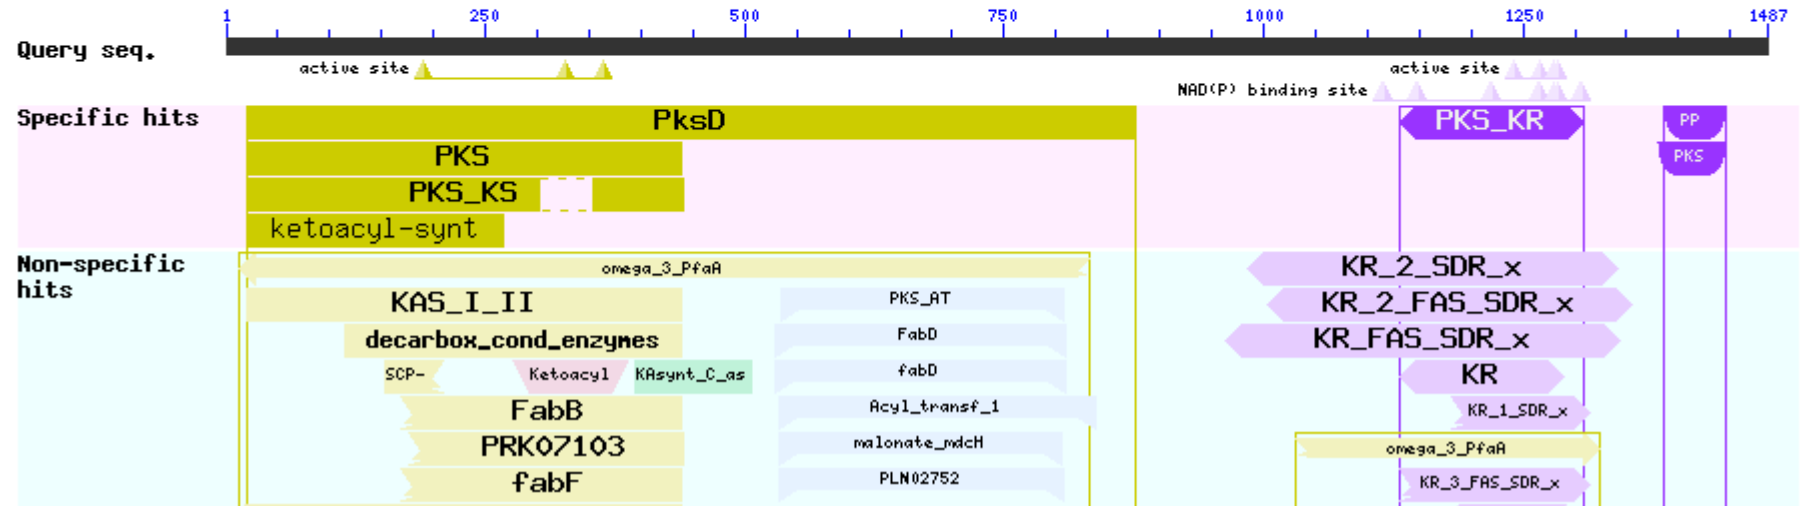 1 250 500 750 1000 1250 1487
Query seq.
active site active site
NAD(P) binding site
Specific hits PksD PKS_KR PP
PKS PKS
PKS_KS
ketoacyl-synt
Non-specific hits omega_3_PfaA KR_2_SDR_x
KAS_I_II PKS_AT KR_2_FAS_SDR_x
decarbox_cond_enzymes FabD KR_FAS_SDR_x
SCP- Ketoacyl KAsynt_C_as fabD KR
FabB Acyl_transf_1 KR_1_SDR_x
PRK07103 malonate_mdcH omega_3_PfaA
fabF PLN02752 KR_3_FAS_SDR_x